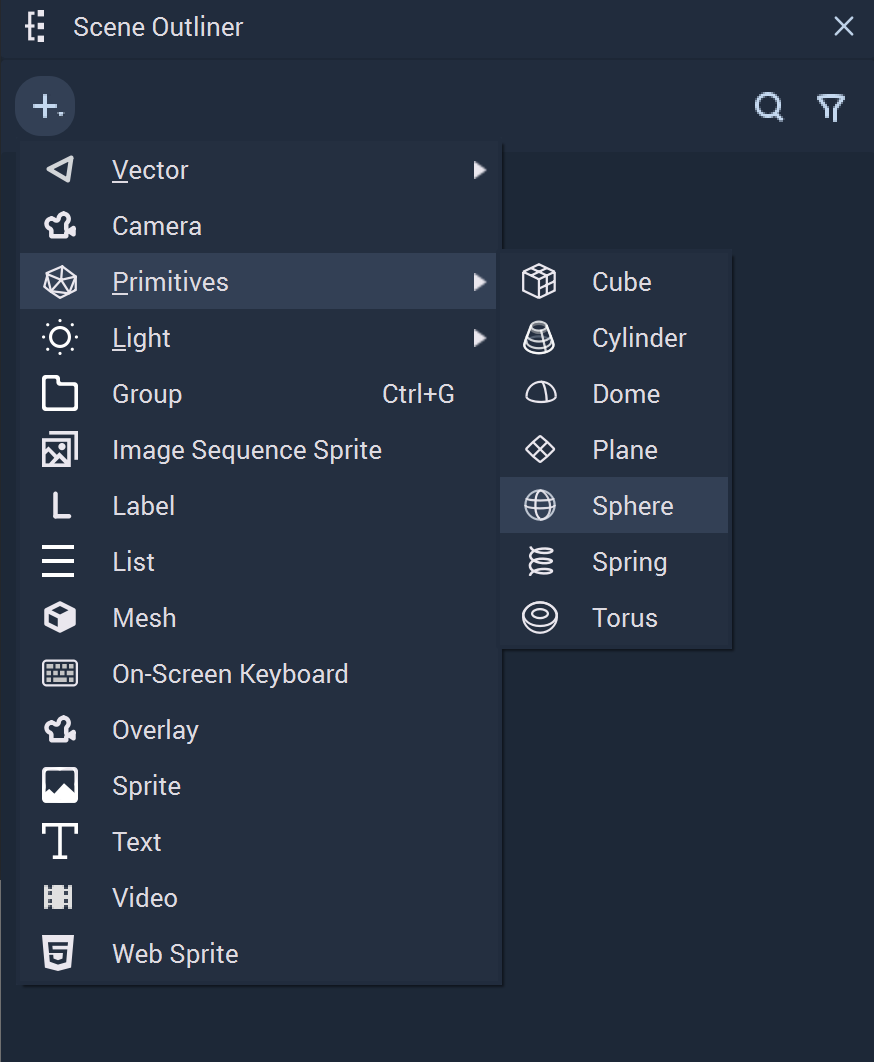 Scene Outliner
Vector
Camera
Primitives
Light
Group Ctrl+G
Image Sequence Sprite
Label
List
Mesh
On-Screen Keyboard
Overlay
Sprite
Text
Video
Web Sprite
Cube
Cylinder
Dome
Plane
Sphere
Spring
Torus